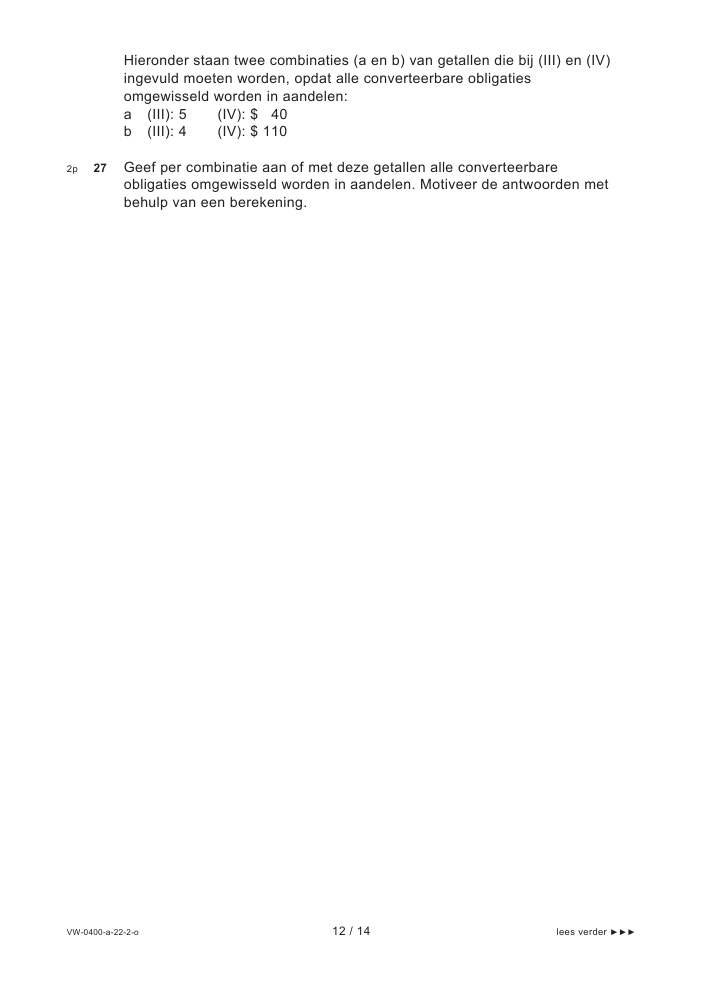 Hieronder staan twee combinaties (a en b) van getallen die bij (III) en (IV)
ingevuld moeten worden, opdat alle converteerbare obligaties
omgewisseld worden in aandelen:
a (III): 5 (IV): $ 40
b (III): 4 (IV): $ 110
2p 27 Geef per combinatie aan of met deze getallen alle converteerbare
obligaties omgewisseld worden in aandelen. Motiveer de antwoorden met
behulp van een berekening.
VW-0400-a-22-2-o 12 / 14 lees verder ►►►